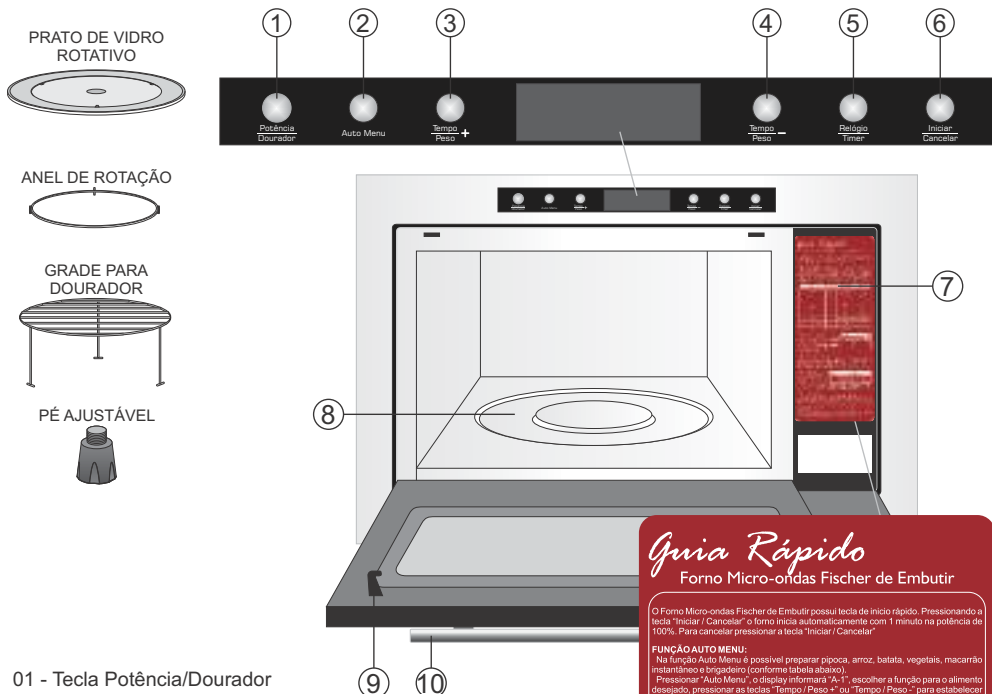 PRATO DE VIDRO
ROTATIVO
ANEL DE ROTAÇÃO
GRADE PARA
DOURADOR
PÉ AJUSTÁVEL
1
2
3
4
5
6
Potência
Dourador
Auto Menu
Tempo
Peso +
Tempo
Peso –
Relógio
Timer
Iniciar
Cancelar
7
8
9
10
Guia Rápido
Forno Micro-ondas Fischer de Embutir
O Forno Micro-ondas Fischer de Embutir possui tecla de inicio rápido. Pressionando a
tecla "Iniciar / Cancelar" o forno inicia automaticamente com 1 minuto na potência de
100%. Para cancelar pressionar a tecla "Iniciar / Cancelar"
FUNÇÃO AUTO MENU:
Na função Auto Menu é possível preparar pipoca, arroz, batata, vegetais, macarrão
instantâneo e brigadeiro (conforme tabela abaixo).
Pressionar "Auto Menu", o display informará "A-1", escolher a função para o alimento
desejado, pressionar as teclas "Tempo / Peso +" ou "Tempo / Peso -" para estabelecer
01 - Tecla Potência/Dourador